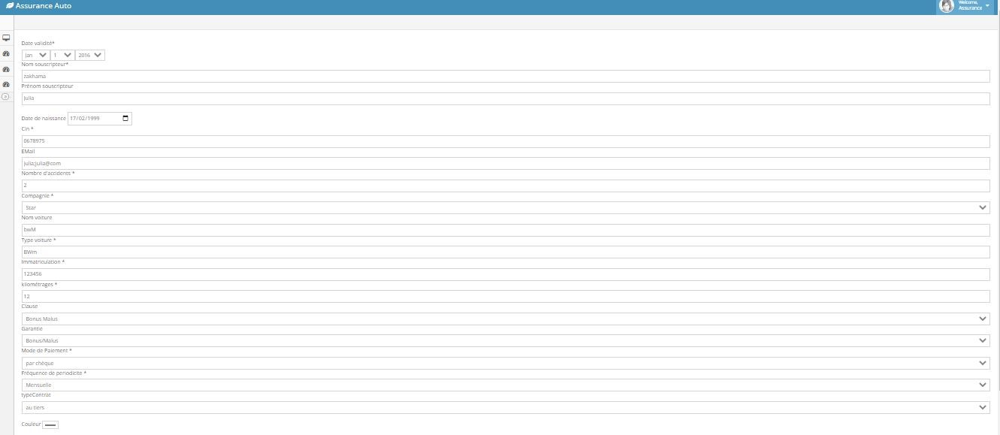 Assurance Auto
Welcome,
Assurance
Date validité*
Jan 1 2016
Nom souscripteur*
zakhama
Prénom souscripteur
Julia
Date de naissance 17/02/1999
Cin *
0678975
EMail
julia;julia@com
Nombre d'accidents *
2
Compagnie *
Star
Nom voiture
bwM
Type voiture *
BWm
Immatriculation *
123456
kilométrages *
12
Clause
Bonus Malus
Garantie
Bonus/Malus
Mode de Paiement *
par chèque
Fréquence de periodicite *
Mensuelle
typeContrat
au tiers
Couleur